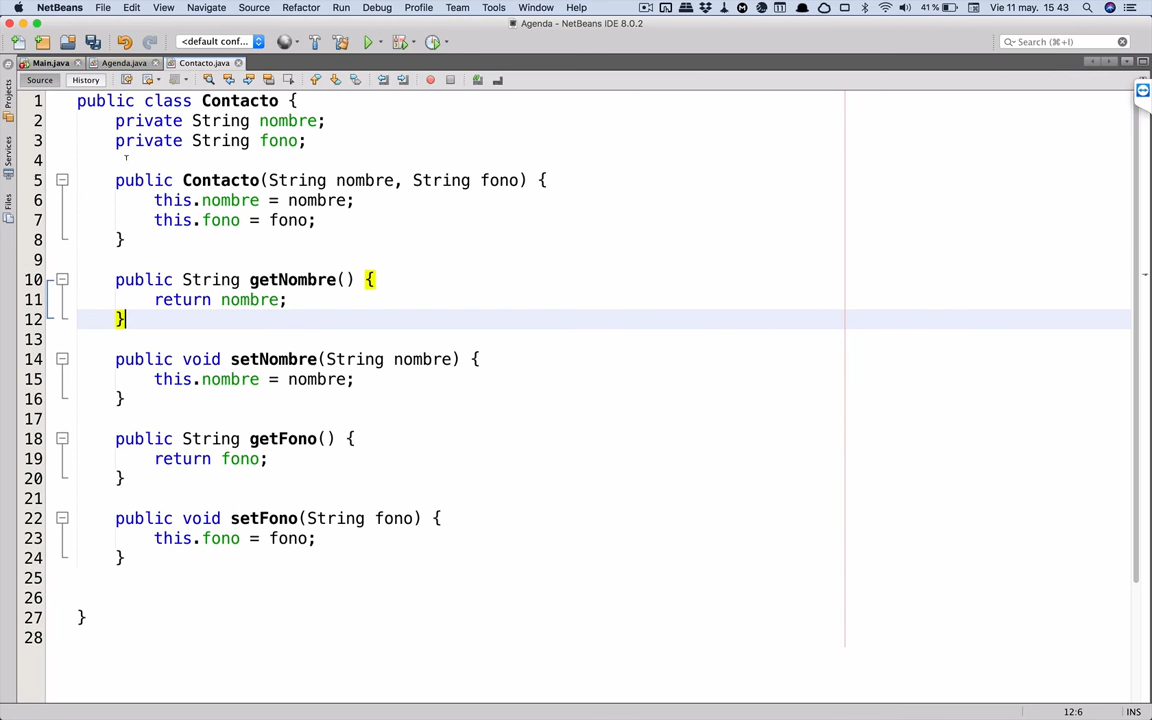 NetBeans File Edit View Navigate Source Refactor Run Debug Profile Team Tools Window Help 41% Vie 11 may. 15:43
Agenda - NetBeans IDE 8.0.2
<default conf... Search (⌘+I)
Main.java Agenda.java Contacto.java
Source History
Projects
Services
Files
1 public class Contacto {
2 private String nombre;
3 private String fono;
4
5 public Contacto(String nombre, String fono) {
6 this.nombre = nombre;
7 this.fono = fono;
8 }
9
10 public String getNombre() {
11 return nombre;
12 }
13
14 public void setNombre(String nombre) {
15 this.nombre = nombre;
16 }
17
18 public String getFono() {
19 return fono;
20 }
21
22 public void setFono(String fono) {
23 this.fono = fono;
24 }
25
26
27 }
28
12:6 INS